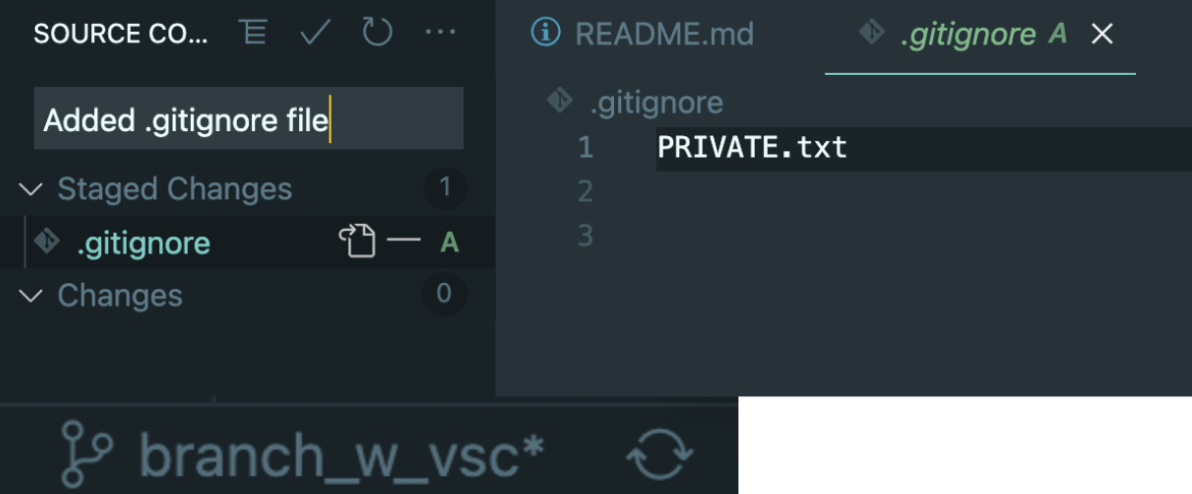 SOURCE CO...
Added .gitignore file
Staged Changes 1
.gitignore A
Changes 0
README.md .gitignore A
.gitignore
1 PRIVATE.txt
2
3
branch_w_vsc*